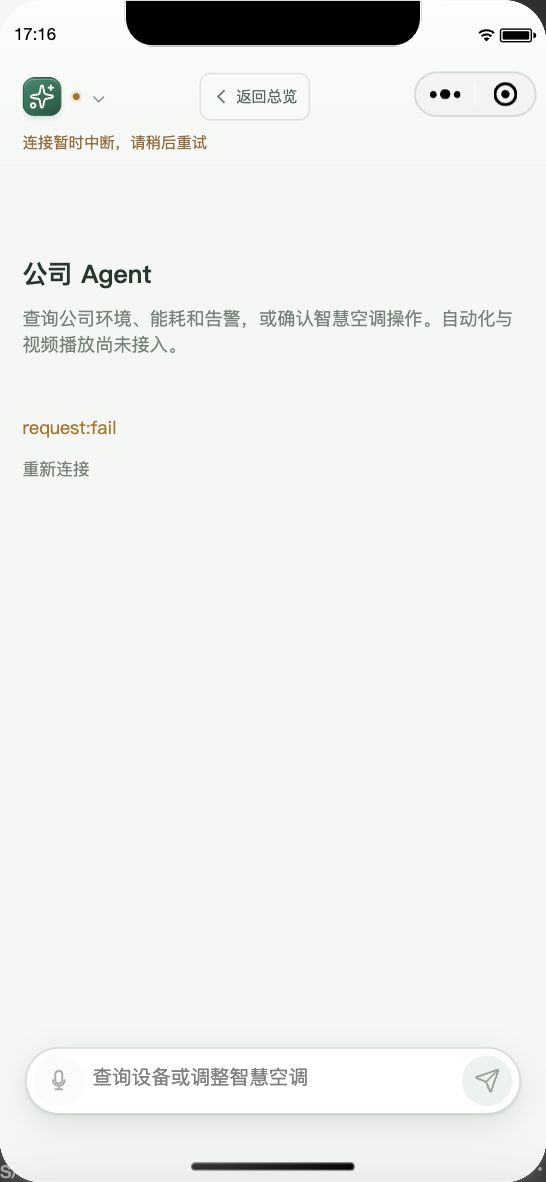 17:16
返回总览
连接暂时中断，请稍后重试
公司 Agent
查询公司环境、能耗和告警，或确认智慧空调操作。自动化与
视频播放尚未接入。
request:fail
重新连接
查询设备或调整智慧空调